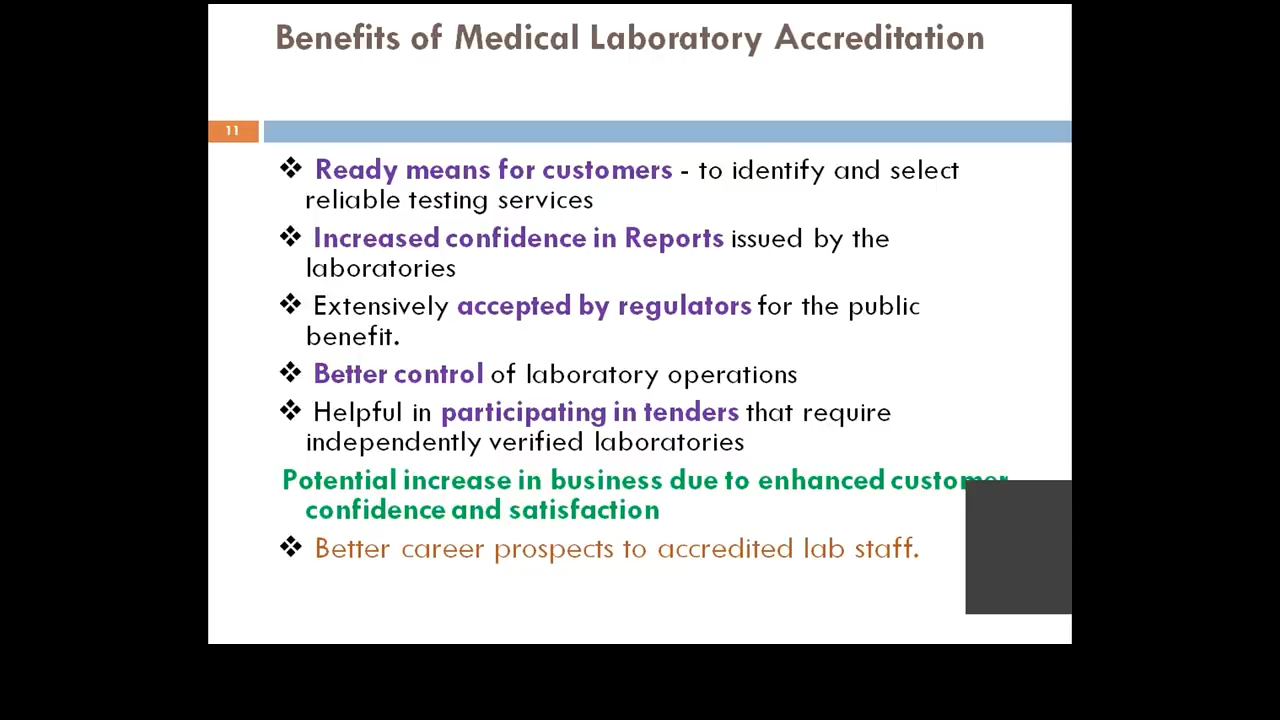 Benefits of Medical Laboratory Accreditation
11
❖ Ready means for customers - to identify and select
reliable testing services
❖ Increased confidence in Reports issued by the
laboratories
❖ Extensively accepted by regulators for the public
benefit.
❖ Better control of laboratory operations
❖ Helpful in participating in tenders that require
independently verified laboratories
Potential increase in business due to enhanced customer
confidence and satisfaction
❖ Better career prospects to accredited lab staff.